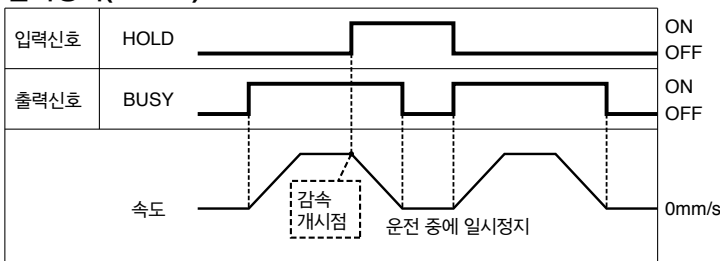 입력신호 HOLD ON
OFF
출력신호 BUSY ON
OFF
속도 0mm/s
감속
개시점
운전 중에 일시정지